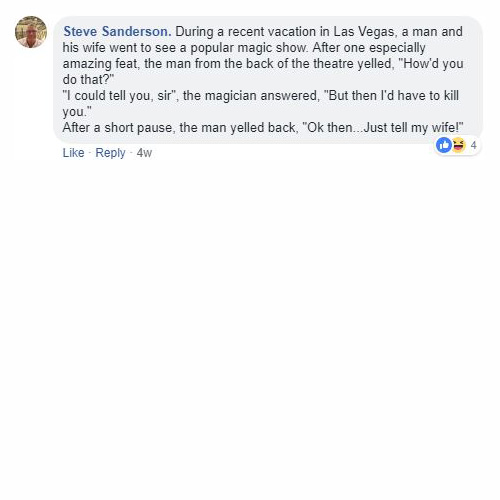 Steve Sanderson. During a recent vacation in Las Vegas, a man and
his wife went to see a popular magic show. After one especially
amazing feat, the man from the back of the theatre yelled, "How'd you
do that?"
"I could tell you, sir", the magician answered, "But then I'd have to kill
you."
After a short pause, the man yelled back, "Ok then...Just tell my wife!"
4
Like · Reply · 4w